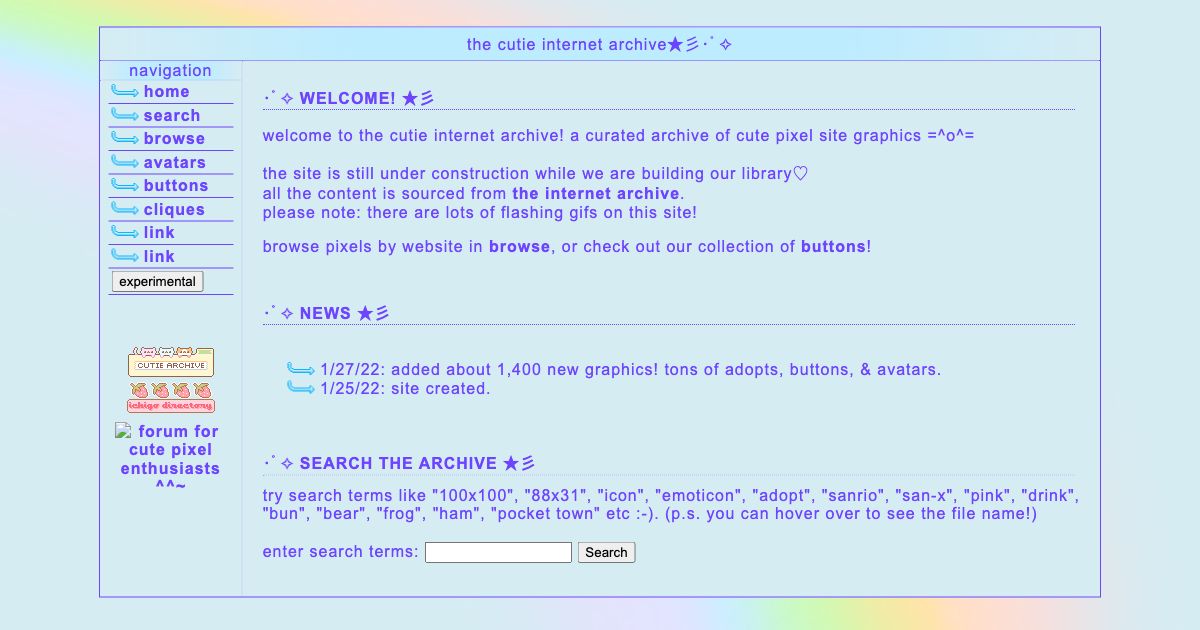 the cutie internet archive★彡･ﾟ✧
navigation
home
search
browse
avatars
buttons
cliques
link
link
experimental
CUTIE ARCHIVE
ichigo directory
forum for
cute pixel
enthusiasts
^^~
･ﾟ✧ WELCOME! ★彡
welcome to the cutie internet archive! a curated archive of cute pixel site graphics =^o^=
the site is still under construction while we are building our library♡
all the content is sourced from the internet archive.
please note: there are lots of flashing gifs on this site!
browse pixels by website in browse, or check out our collection of buttons!
･ﾟ✧ NEWS ★彡
1/27/22: added about 1,400 new graphics! tons of adopts, buttons, & avatars.
1/25/22: site created.
･ﾟ✧ SEARCH THE ARCHIVE ★彡
try search terms like "100x100", "88x31", "icon", "emoticon", "adopt", "sanrio", "san-x", "pink", "drink",
"bun", "bear", "frog", "ham", "pocket town" etc :-). (p.s. you can hover over to see the file name!)
enter search terms: Search